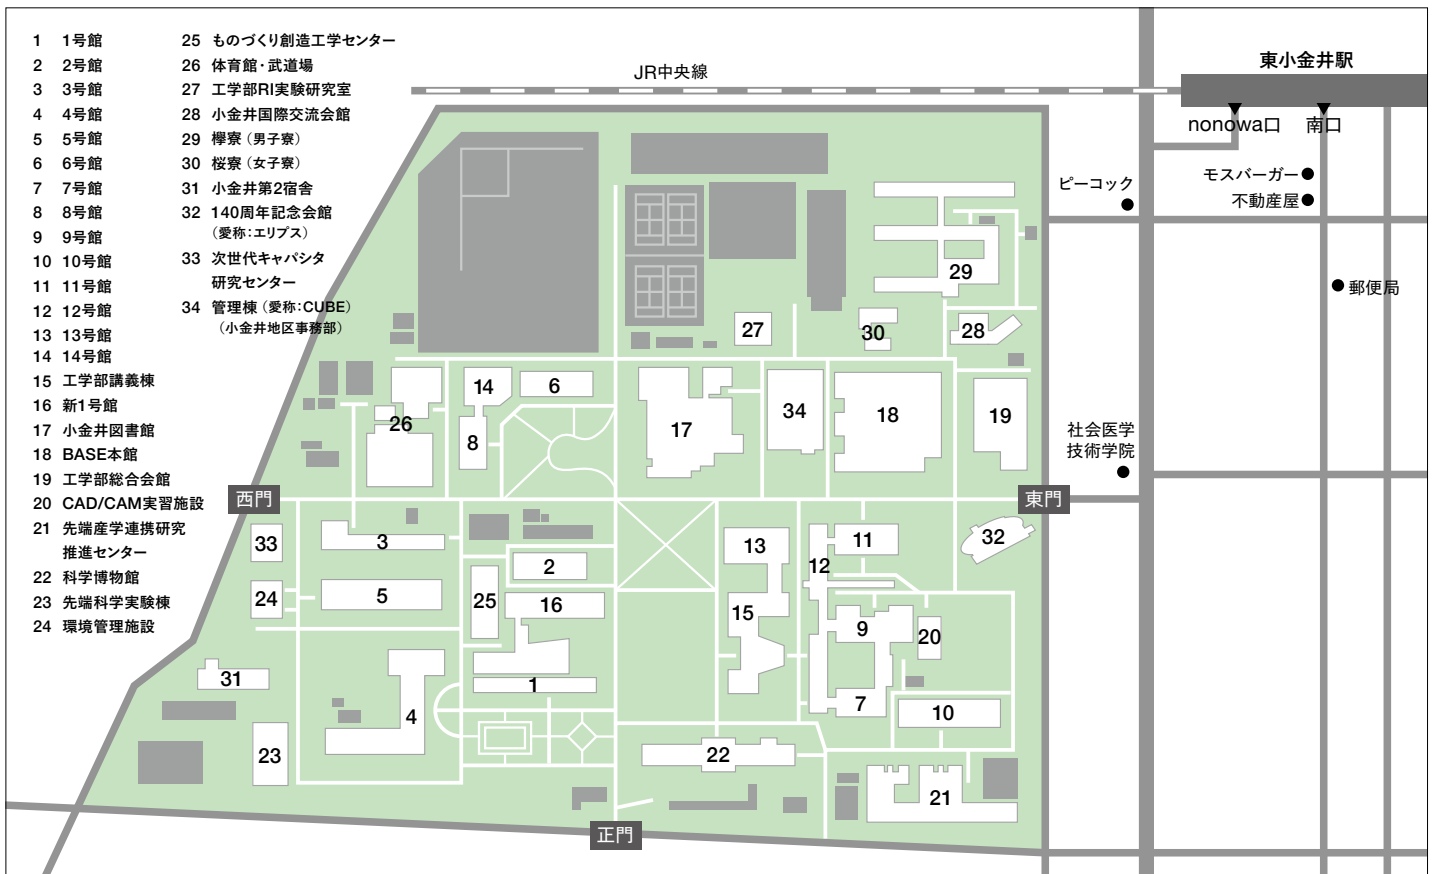 1 1号館
2 2号館
3 3号館
4 4号館
5 5号館
6 6号館
7 7号館
8 8号館
9 9号館
10 10号館
11 11号館
12 12号館
13 13号館
14 14号館
15 工学部講義棟
16 新1号館
17 小金井図書館
18 BASE本館
19 工学部総合会館
20 CAD/CAM実習施設
21 先端産学連携研究
推進センター
22 科学博物館
23 先端科学実験棟
24 環境管理施設
25 ものづくり創造工学センター
26 体育館・武道場
27 工学部RI実験研究室
28 小金井国際交流会館
29 欅寮（男子寮）
30 桜寮（女子寮）
31 小金井第2宿舎
32 140周年記念会館
（愛称：エリプス）
33 次世代キャパシタ
研究センター
34 管理棟（愛称：CUBE）
（小金井地区事務部）
JR中央線
東小金井駅
nonowa口
南口
モスバーガー
不動産屋
ピーコック
郵便局
社会医学
技術学院
西門
東門
正門
29
27
30
28
14
6
26
8
17
34
18
19
33
3
2
13
12
11
32
24
5
25
16
15
9
20
31
1
4
7
10
23
22
21